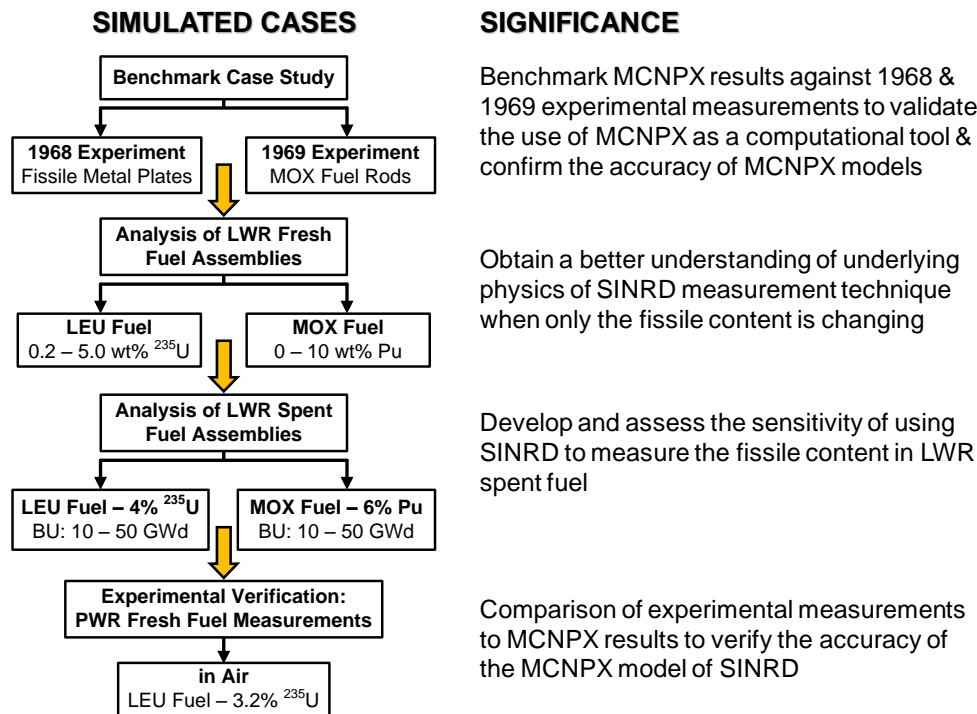 SIMULATED CASES
SIGNIFICANCE
Benchmark Case Study
Benchmark MCNPX results against 1968 &
1969 experimental measurements to validate
the use of MCNPX as a computational tool &
confirm the accuracy of MCNPX models
1968 Experiment
Fissile Metal Plates
1969 Experiment
MOX Fuel Rods
Analysis of LWR Fresh
Fuel Assemblies
Obtain a better understanding of underlying
physics of SINRD measurement technique
when only the fissile content is changing
LEU Fuel
0.2 – 5.0 wt% ²³⁵U
MOX Fuel
0 – 10 wt% Pu
Analysis of LWR Spent
Fuel Assemblies
Develop and assess the sensitivity of using
SINRD to measure the fissile content in LWR
spent fuel
LEU Fuel – 4% ²³⁵U
BU: 10 – 50 GWd
MOX Fuel – 6% Pu
BU: 10 – 50 GWd
Experimental Verification:
PWR Fresh Fuel Measurements
Comparison of experimental measurements
to MCNPX results to verify the accuracy of
the MCNPX model of SINRD
in Air
LEU Fuel – 3.2% ²³⁵U